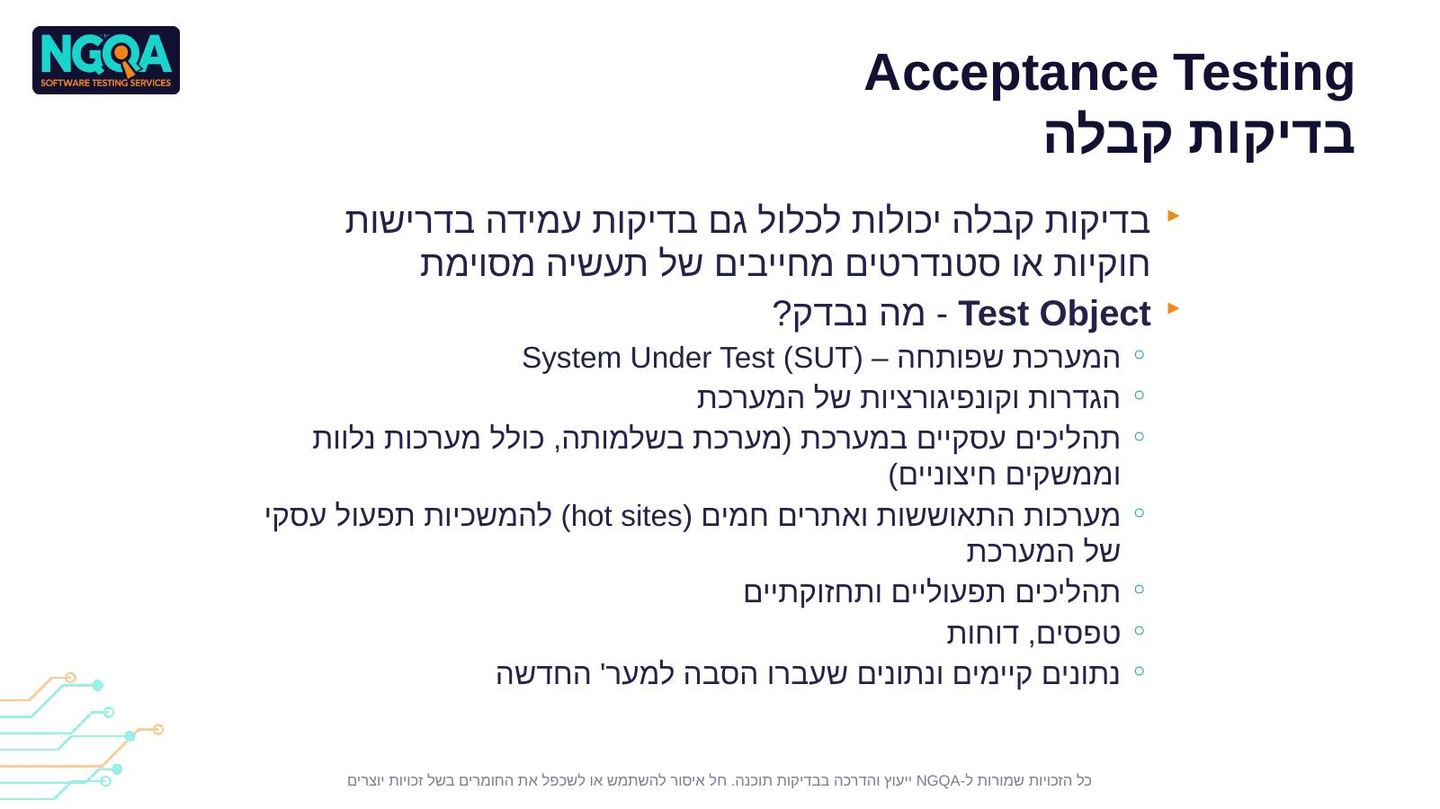 NGQA
SOFTWARE TESTING SERVICES
Acceptance Testing
בדיקות קבלה
בדיקות קבלה יכולות לכלול גם בדיקות עמידה בדרישות
חוקיות או סטנדרטים מחייבים של תעשיה מסוימת
Test Object - מה נבדק?
המערכת שפותחה – System Under Test (SUT)
הגדרות וקונפיגורציות של המערכת
תהליכים עסקיים במערכת (מערכת בשלמותה, כולל מערכות נלוות
וממשקים חיצוניים)
מערכות התאוששות ואתרים חמים (hot sites) להמשכיות תפעול עסקי
של המערכת
תהליכים תפעוליים ותחזוקתיים
טפסים, דוחות
נתונים קיימים ונתונים שעברו הסבה למער' החדשה
כל הזכויות שמורות ל-NGQA ייעוץ והדרכה בבדיקות תוכנה. חל איסור להשתמש או לשכפל את החומרים בשל זכויות יוצרים